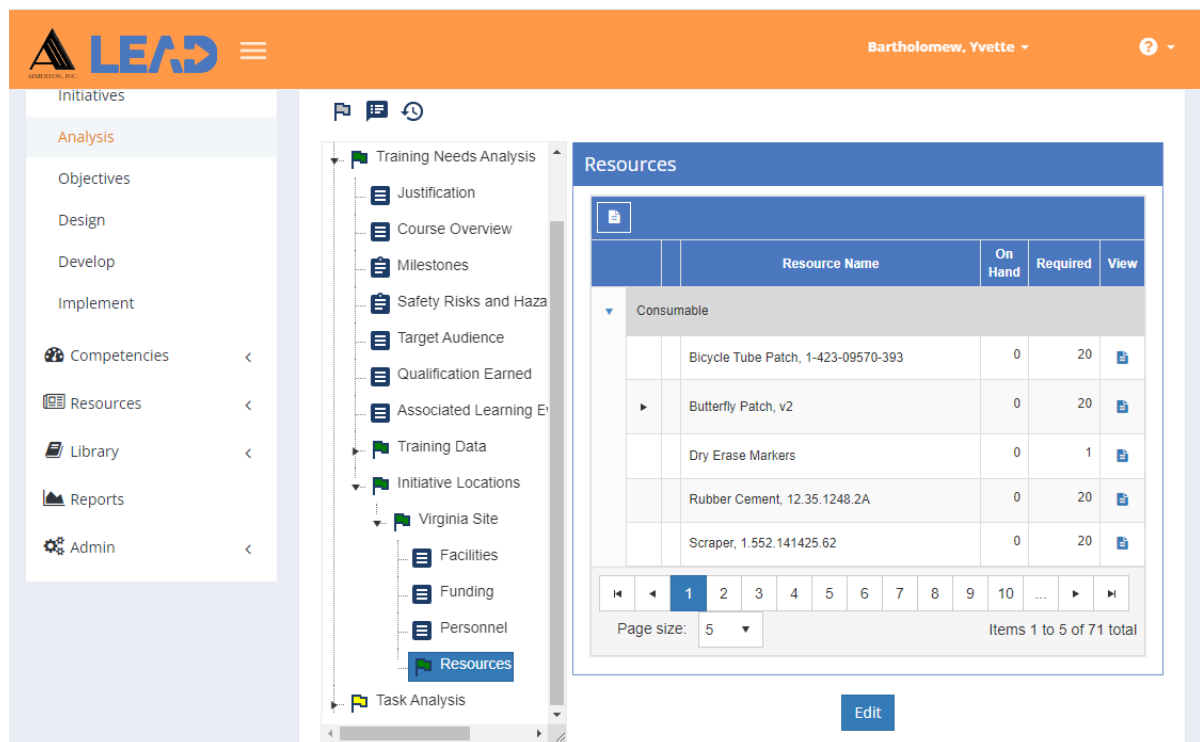 AIMEREON, INC.
LEAD
Bartholomew, Yvette
?
Initiatives
Analysis
Objectives
Design
Develop
Implement
Competencies
Resources
Library
Reports
Admin
Training Needs Analysis
Justification
Course Overview
Milestones
Safety Risks and Haza
Target Audience
Qualification Earned
Associated Learning E
Training Data
Initiative Locations
Virginia Site
Facilities
Funding
Personnel
Resources
Task Analysis
Resources
Resource Name On Hand Required View
Consumable
Bicycle Tube Patch, 1-423-09570-393 0 20
Butterfly Patch, v2 0 20
Dry Erase Markers 0 1
Rubber Cement, 12.35.1248.2A 0 20
Scraper, 1.552.141425.62 0 20
1 2 3 4 5 6 7 8 9 10 ...
Page size: 5 Items 1 to 5 of 71 total
Edit